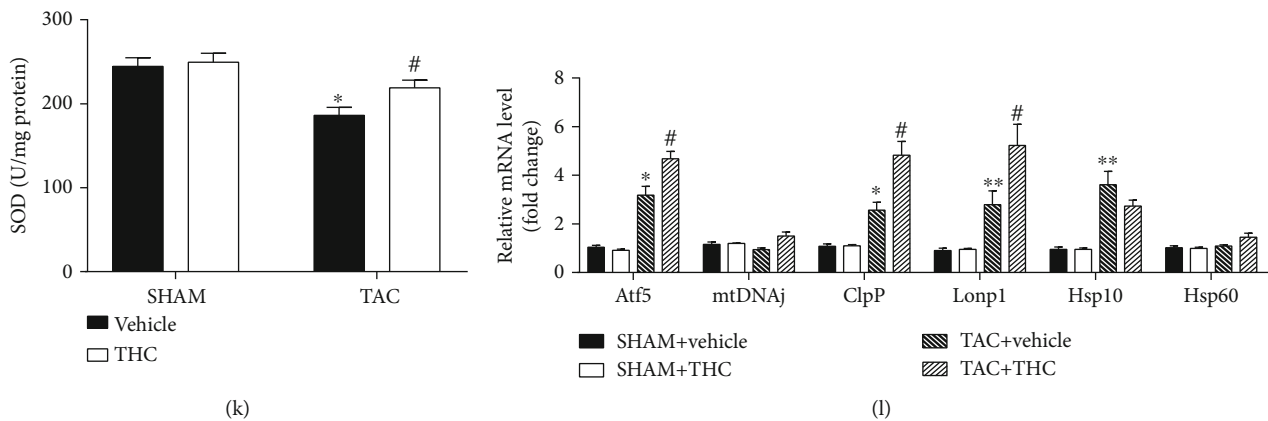 300
200
100
0
SOD (U/mg protein)
*
#
SHAM
TAC
Vehicle
THC
(k)
8
6
4
2
0
Relative mRNA level
(fold change)
*
#
*
#
**
#
**
Atf5
mtDNAj
ClpP
Lonp1
Hsp10
Hsp60
SHAM+vehicle
SHAM+THC
TAC+vehicle
TAC+THC
(l)